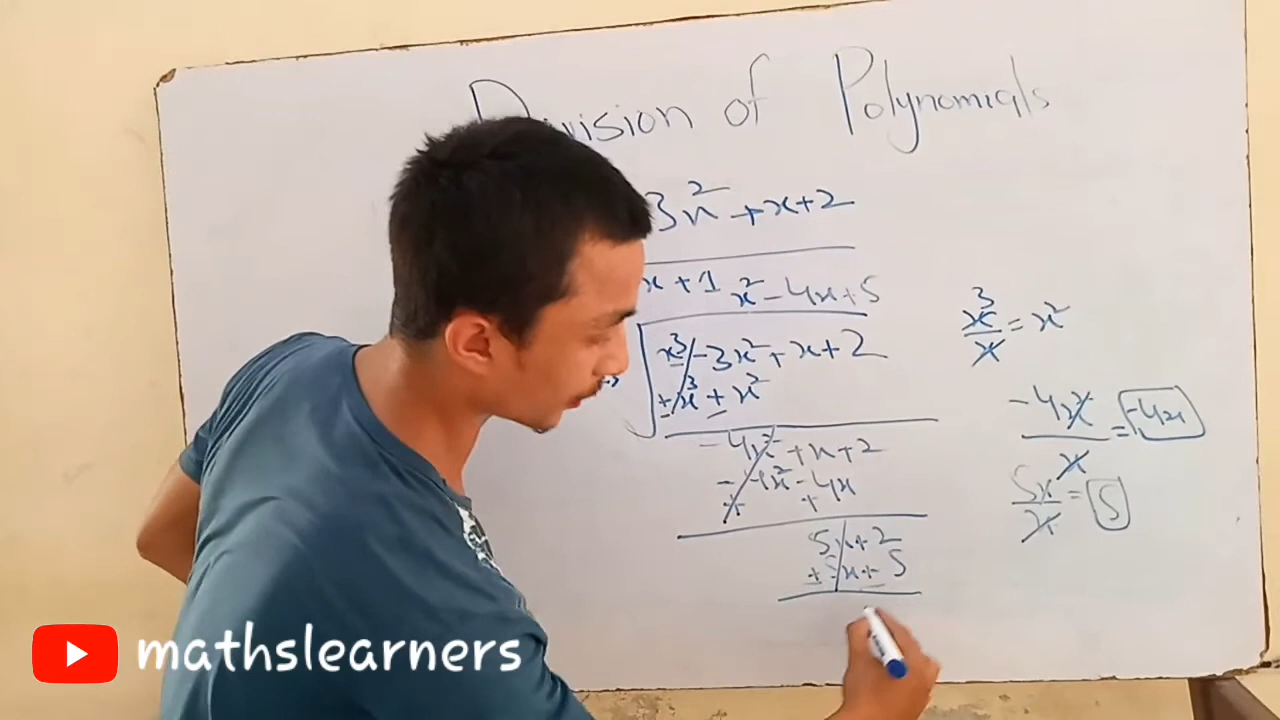 Division of Polynomials
3x² + x + 2
x + 1
x² - 4x + 5
x³ - 3x² + x + 2
+ x³ + x²
-
-
- 4x² + x + 2
- 4x² - 4x
+ +
5x + 2
+ 5x + 5
- -
x³/x = x²
-4x²/x = -4x
5x/x = 5
mathslearners